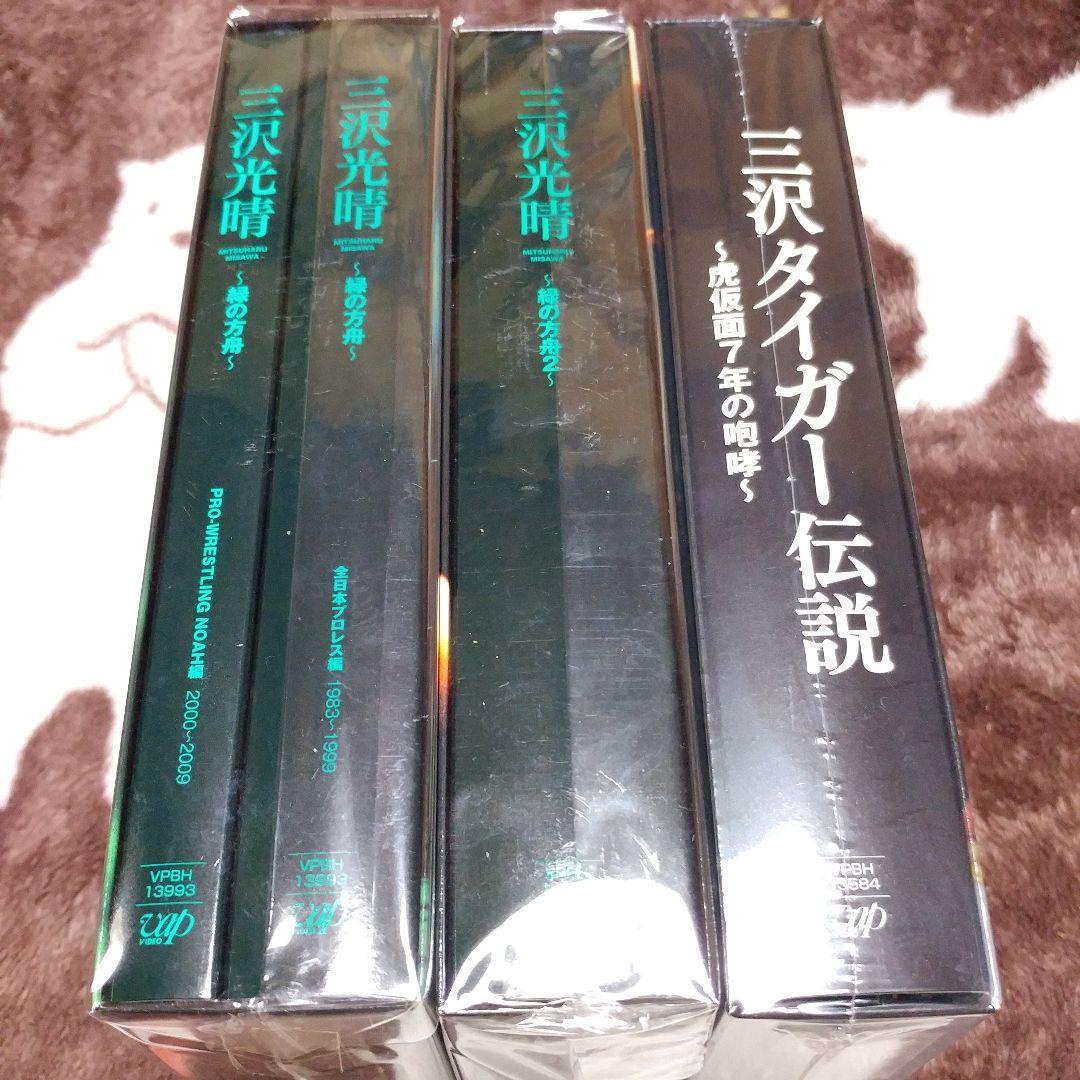 三沢光晴
MITSUHARU
MISAWA
～緑の方舟～
PRO-WRESTLING NOAH編 2000～2009
VPBH
13993
vap
VIDEO
三沢光晴
MITSUHARU
MISAWA
～緑の方舟～
全日本プロレス編 1983～1999
VPBH
13993
vap
三沢光晴
MITSUHARU
MISAWA
～緑の方舟2～
三沢タイガー伝説
～虎仮面7年の咆哮～
VPBH
vap